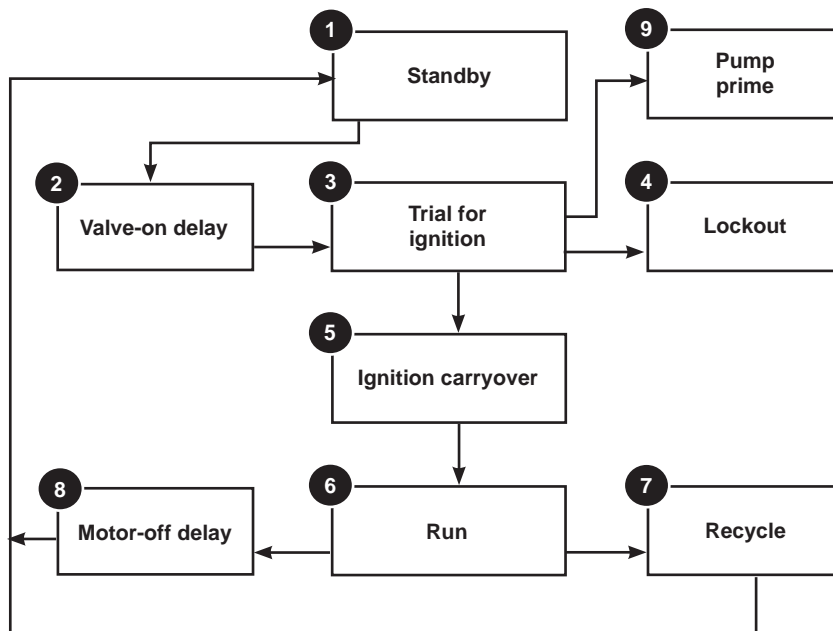 1
Standby
9
Pump
prime
2
Valve-on delay
3
Trial for
ignition
4
Lockout
5
Ignition carryover
8
Motor-off delay
6
Run
7
Recycle